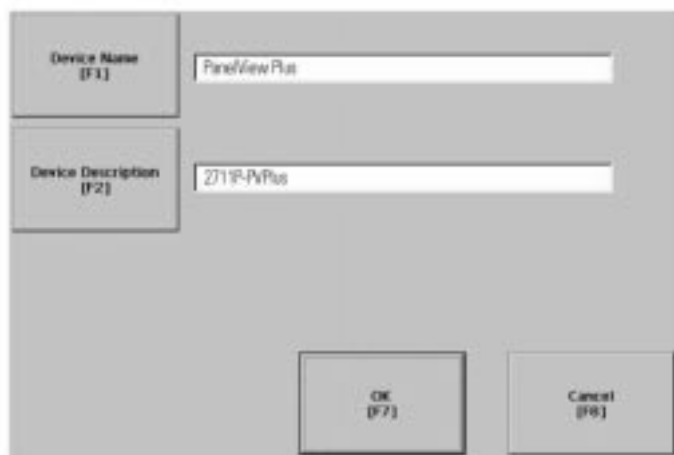 Device Name
[F1]
PanelView Plus
Device Description
[F2]
2711P-PVPlus
OK
[F7]
Cancel
[F8]